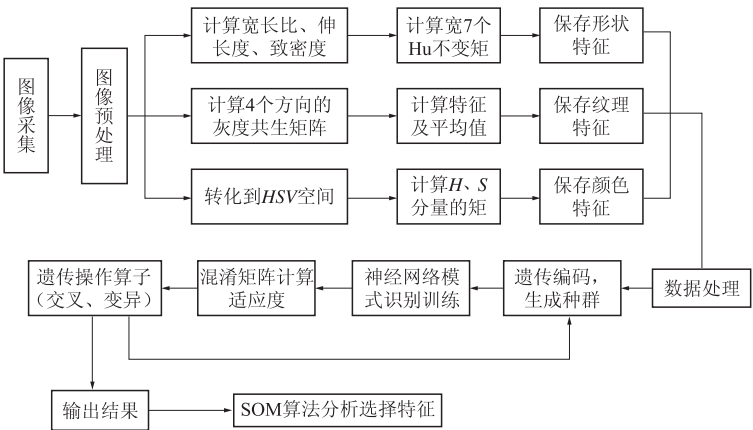 图像采集
图像预处理
计算宽长比、伸
长度、致密度
计算宽7个
Hu不变矩
保存形状
特征
计算4个方向的
灰度共生矩阵
计算特征
及平均值
保存纹理
特征
转化到HSV空间
计算H、S
分量的矩
保存颜色
特征
数据处理
遗传编码，
生成种群
神经网络模
式识别训练
混淆矩阵计算
适应度
遗传操作算子
（交叉、变异）
输出结果
SOM算法分析选择特征